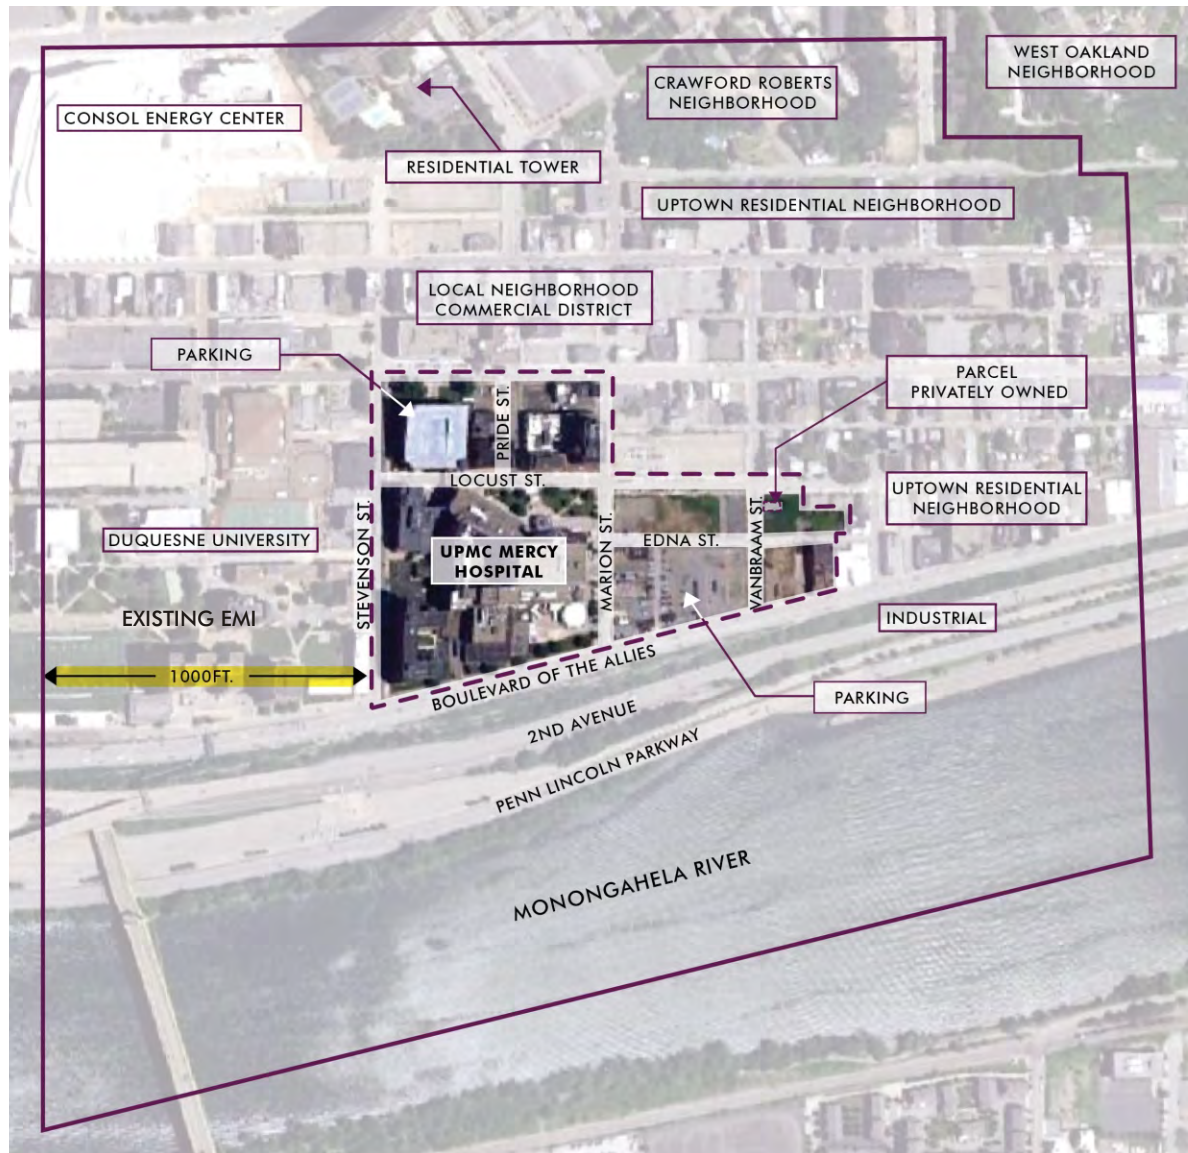 WEST OAKLAND
NEIGHBORHOOD
CRAWFORD ROBERTS
NEIGHBORHOOD
CONSOL ENERGY CENTER
RESIDENTIAL TOWER
UPTOWN RESIDENTIAL NEIGHBORHOOD
LOCAL NEIGHBORHOOD
COMMERCIAL DISTRICT
PARKING
PARCEL
PRIVATELY OWNED
PRIDE ST.
LOCUST ST.
UPTOWN RESIDENTIAL
NEIGHBORHOOD
STEVENSON ST.
MARION ST.
VANBRAAM ST.
DUQUESNE UNIVERSITY
EDNA ST.
UPMC MERCY
HOSPITAL
EXISTING EMI
INDUSTRIAL
1000FT.
BOULEVARD OF THE ALLIES
PARKING
2ND AVENUE
PENN LINCOLN PARKWAY
MONONGAHELA RIVER